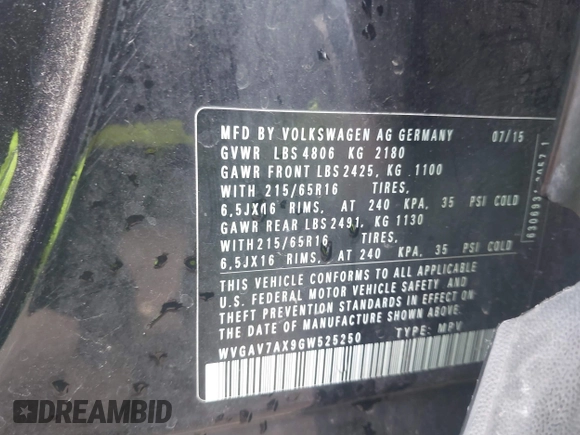 MFD BY VOLKSWAGEN AG GERMANY 07/15
GVWR LBS 4806 KG 2180
GAWR FRONT LBS 2425, KG 1100
WITH 215/65R16 TIRES,
6,5JX16 RIMS, AT 240 KPA, 35 PSI COLD
GAWR REAR LBS 2491, KG 1130
WITH215/65R16 TIRES,
6,5JX16 RIMS, AT 240 KPA, 35 PSI COLD
THIS VEHICLE CONFORMS TO ALL APPLICABLE
U.S. FEDERAL MOTOR VEHICLE SAFETY AND
THEFT PREVENTION STANDARDS IN EFFECT ON
THE DATE OF MANUFACTURE SHOWN ABOVE.
WVGAV7AX9GW525250 TYPE: MPV
DREAMBID